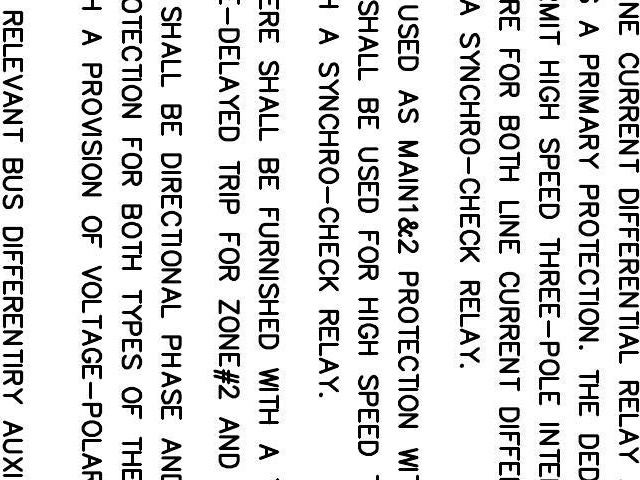 NE CURRENT DIFFERENTIAL RELAY
A PRIMARY PROTECTION. THE DED
MIT HIGH SPEED THREE-POLE INTE
RE FOR BOTH LINE CURRENT DIFFE
A SYNCHRO-CHECK RELAY.
USED AS MAIN1&2 PROTECTION WI
SHALL BE USED FOR HIGH SPEED
H A SYNCHRO-CHECK RELAY.
ERE SHALL BE FURNISHED WITH A
E-DELAYED TRIP FOR ZONE#2 AND
SHALL BE DIRECTIONAL PHASE AND
OTECTION FOR BOTH TYPES OF THE
H A PROVISION OF VOLTAGE-POLAR
RELEVANT BUS DIFFERENTIRY AUXI